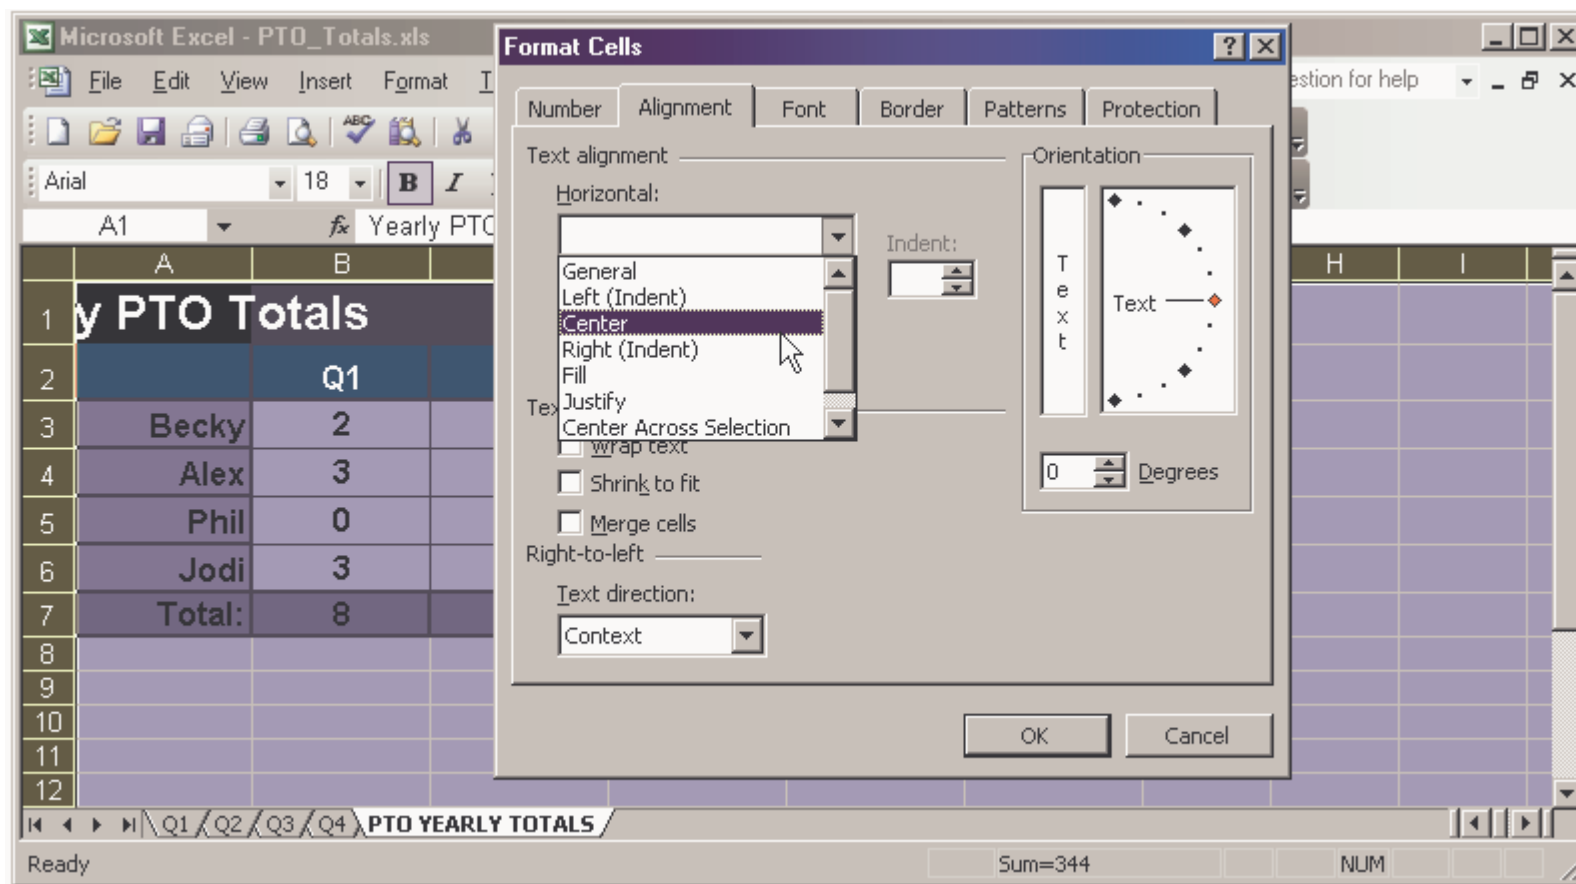 Microsoft Excel - PTO_Totals.xls
File Edit View Insert Format T
estion for help
ABC
Arial 18 B I
A1 fx Yearly PTO
A B H I
1 y PTO Totals
2 Q1
3 Becky 2
4 Alex 3
5 Phil 0
6 Jodi 3
7 Total: 8
8
9
10
11
12
Q1 Q2 Q3 Q4 PTO YEARLY TOTALS
Ready Sum=344 NUM
Format Cells
Number Alignment Font Border Patterns Protection
Text alignment
Horizontal:
Indent:
General
Left (Indent)
Center
Right (Indent)
Fill
Justify
Center Across Selection
Tex
Wrap text
Shrink to fit
Merge cells
Right-to-left
Text direction:
Context
Orientation
Text
Text
0 Degrees
OK Cancel